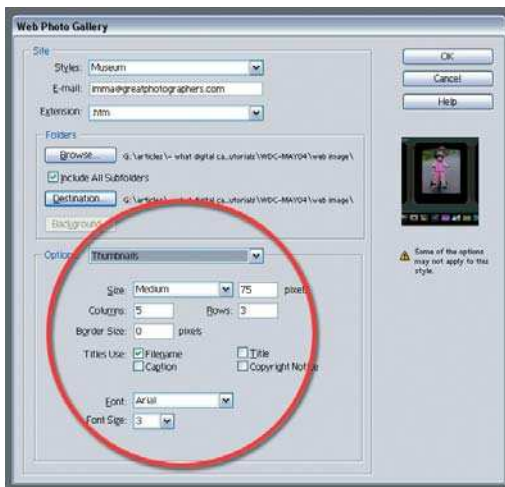 Web Photo Gallery
Site
Styles: Museum
E-mail: imma@greatphotographers.com
Extension: .htm
Folders
Browse... G:\articles\= what digital ca...utorials\WDC-MAY04\web image\
Include All Subfolders
Destination G:\articles\= what digital ca...utorials\WDC-MAY04\web image\
Background
Options: Thumbnails
Size: Medium 75 pixels
Columns: 5 Rows: 3
Border Size: 0 pixels
Titles Use: Filename Title
Caption Copyright Notice
Font: Arial
Font Size: 3
OK
Cancel
Help
Some of the options
may not apply to this
style.